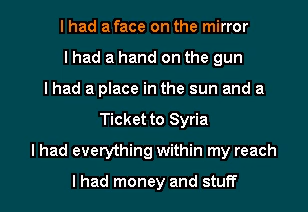 I had a face on the mirror
I had a hand on the gun
I had a place in the sun and a
Ticket to Syria
I had everything within my reach
I had money and stuff